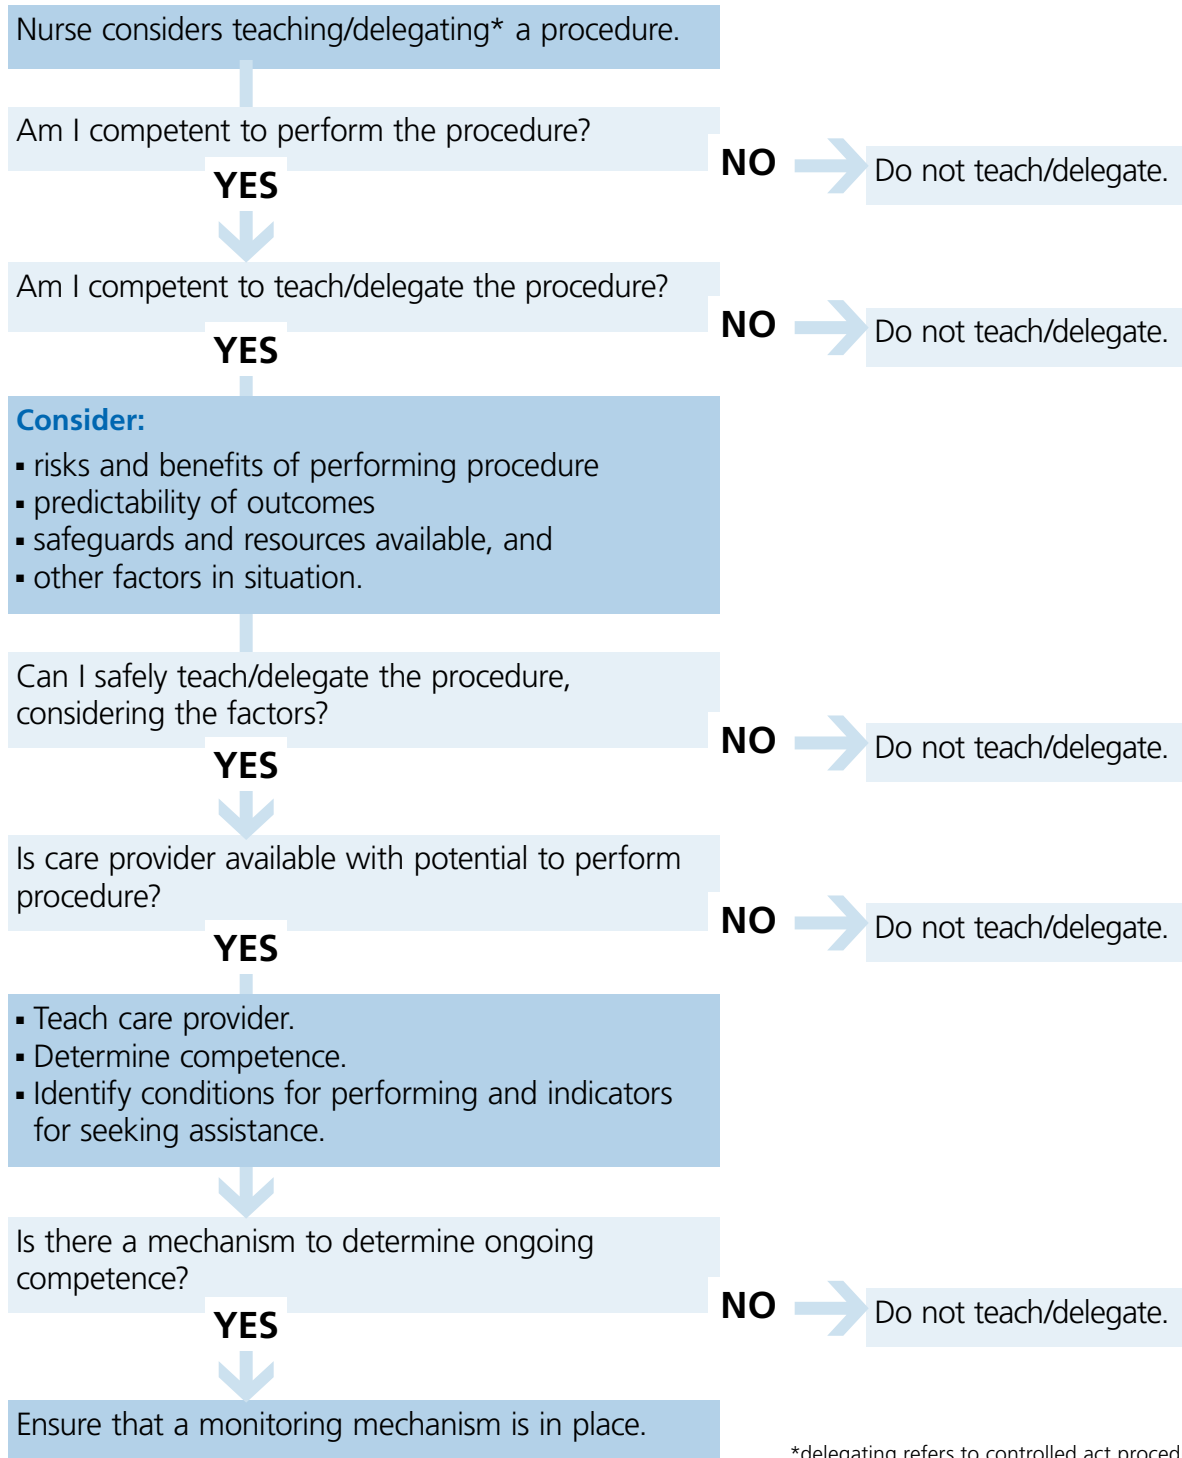 Nurse considers teaching/delegating* a procedure.
Am I competent to perform the procedure?
NO
Do not teach/delegate.
YES
Am I competent to teach/delegate the procedure?
NO
Do not teach/delegate.
YES
Consider:
▪ risks and benefits of performing procedure
▪ predictability of outcomes
▪ safeguards and resources available, and
▪ other factors in situation.
Can I safely teach/delegate the procedure,
considering the factors?
NO
Do not teach/delegate.
YES
Is care provider available with potential to perform
procedure?
NO
Do not teach/delegate.
YES
▪ Teach care provider.
▪ Determine competence.
▪ Identify conditions for performing and indicators
for seeking assistance.
Is there a mechanism to determine ongoing
competence?
NO
Do not teach/delegate.
YES
Ensure that a monitoring mechanism is in place.
*delegating refers to controlled act